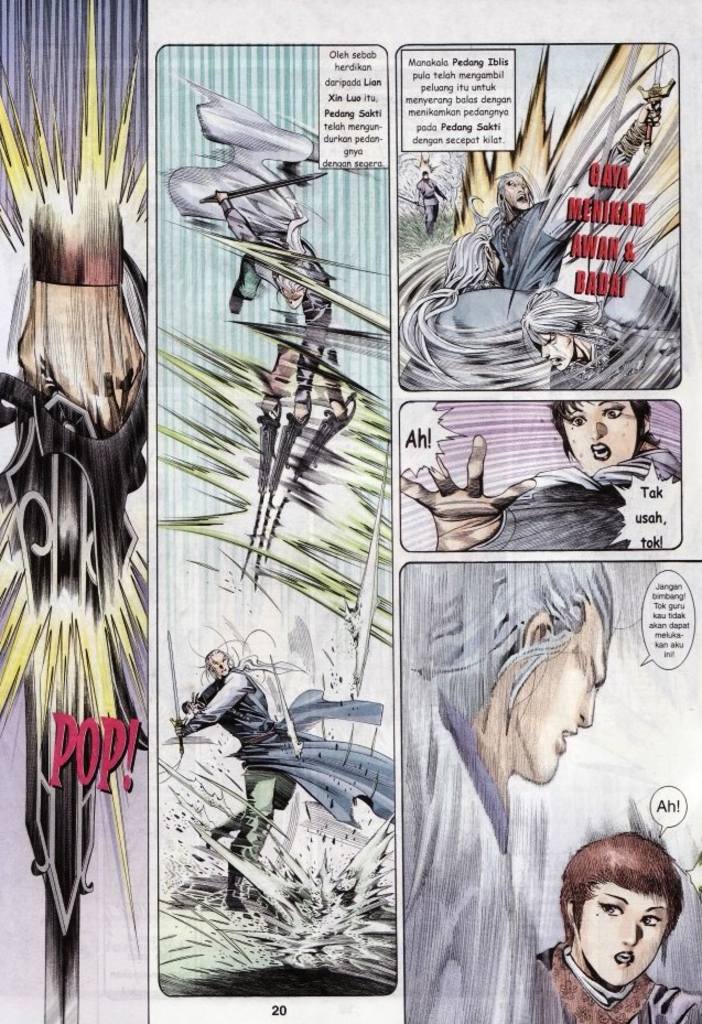 POP!
Oleh sebab
herdikan
daripada Lian
Xin Luo itu,
Pedang Sakti
telah mengun-
durkan pedan-
gnya
dengan segera.
Manakala Pedang Iblis
pula telah mengambil
peluang itu untuk
menyerang balas dengan
menikamkan pedangnya
pada Pedang Sakti
dengan secepat kilat.
GAYA
MENIKAM
AWAN &
BADAI
Ah!
Tak
usah,
tok!
Jangan
bimbang!
Tok guru
kau tidak
akan dapat
meluka-
kan aku
ini!
Ah!
20